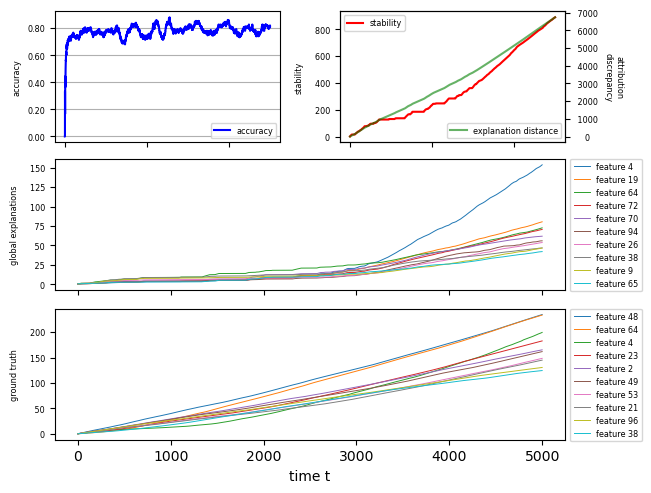 accuracy
0.80
0.60
0.40
0.20
0.00
accuracy
stability
800
600
400
200
0
stability
explanation distance
7000
6000
5000
4000
3000
2000
1000
0
attribution
discrepancy
global explanations
150
125
100
75
50
25
0
feature 4
feature 19
feature 64
feature 72
feature 70
feature 94
feature 26
feature 38
feature 9
feature 65
ground truth
200
150
100
50
0
feature 48
feature 64
feature 4
feature 23
feature 2
feature 49
feature 53
feature 21
feature 96
feature 38
0 1000 2000 3000 4000 5000
time t